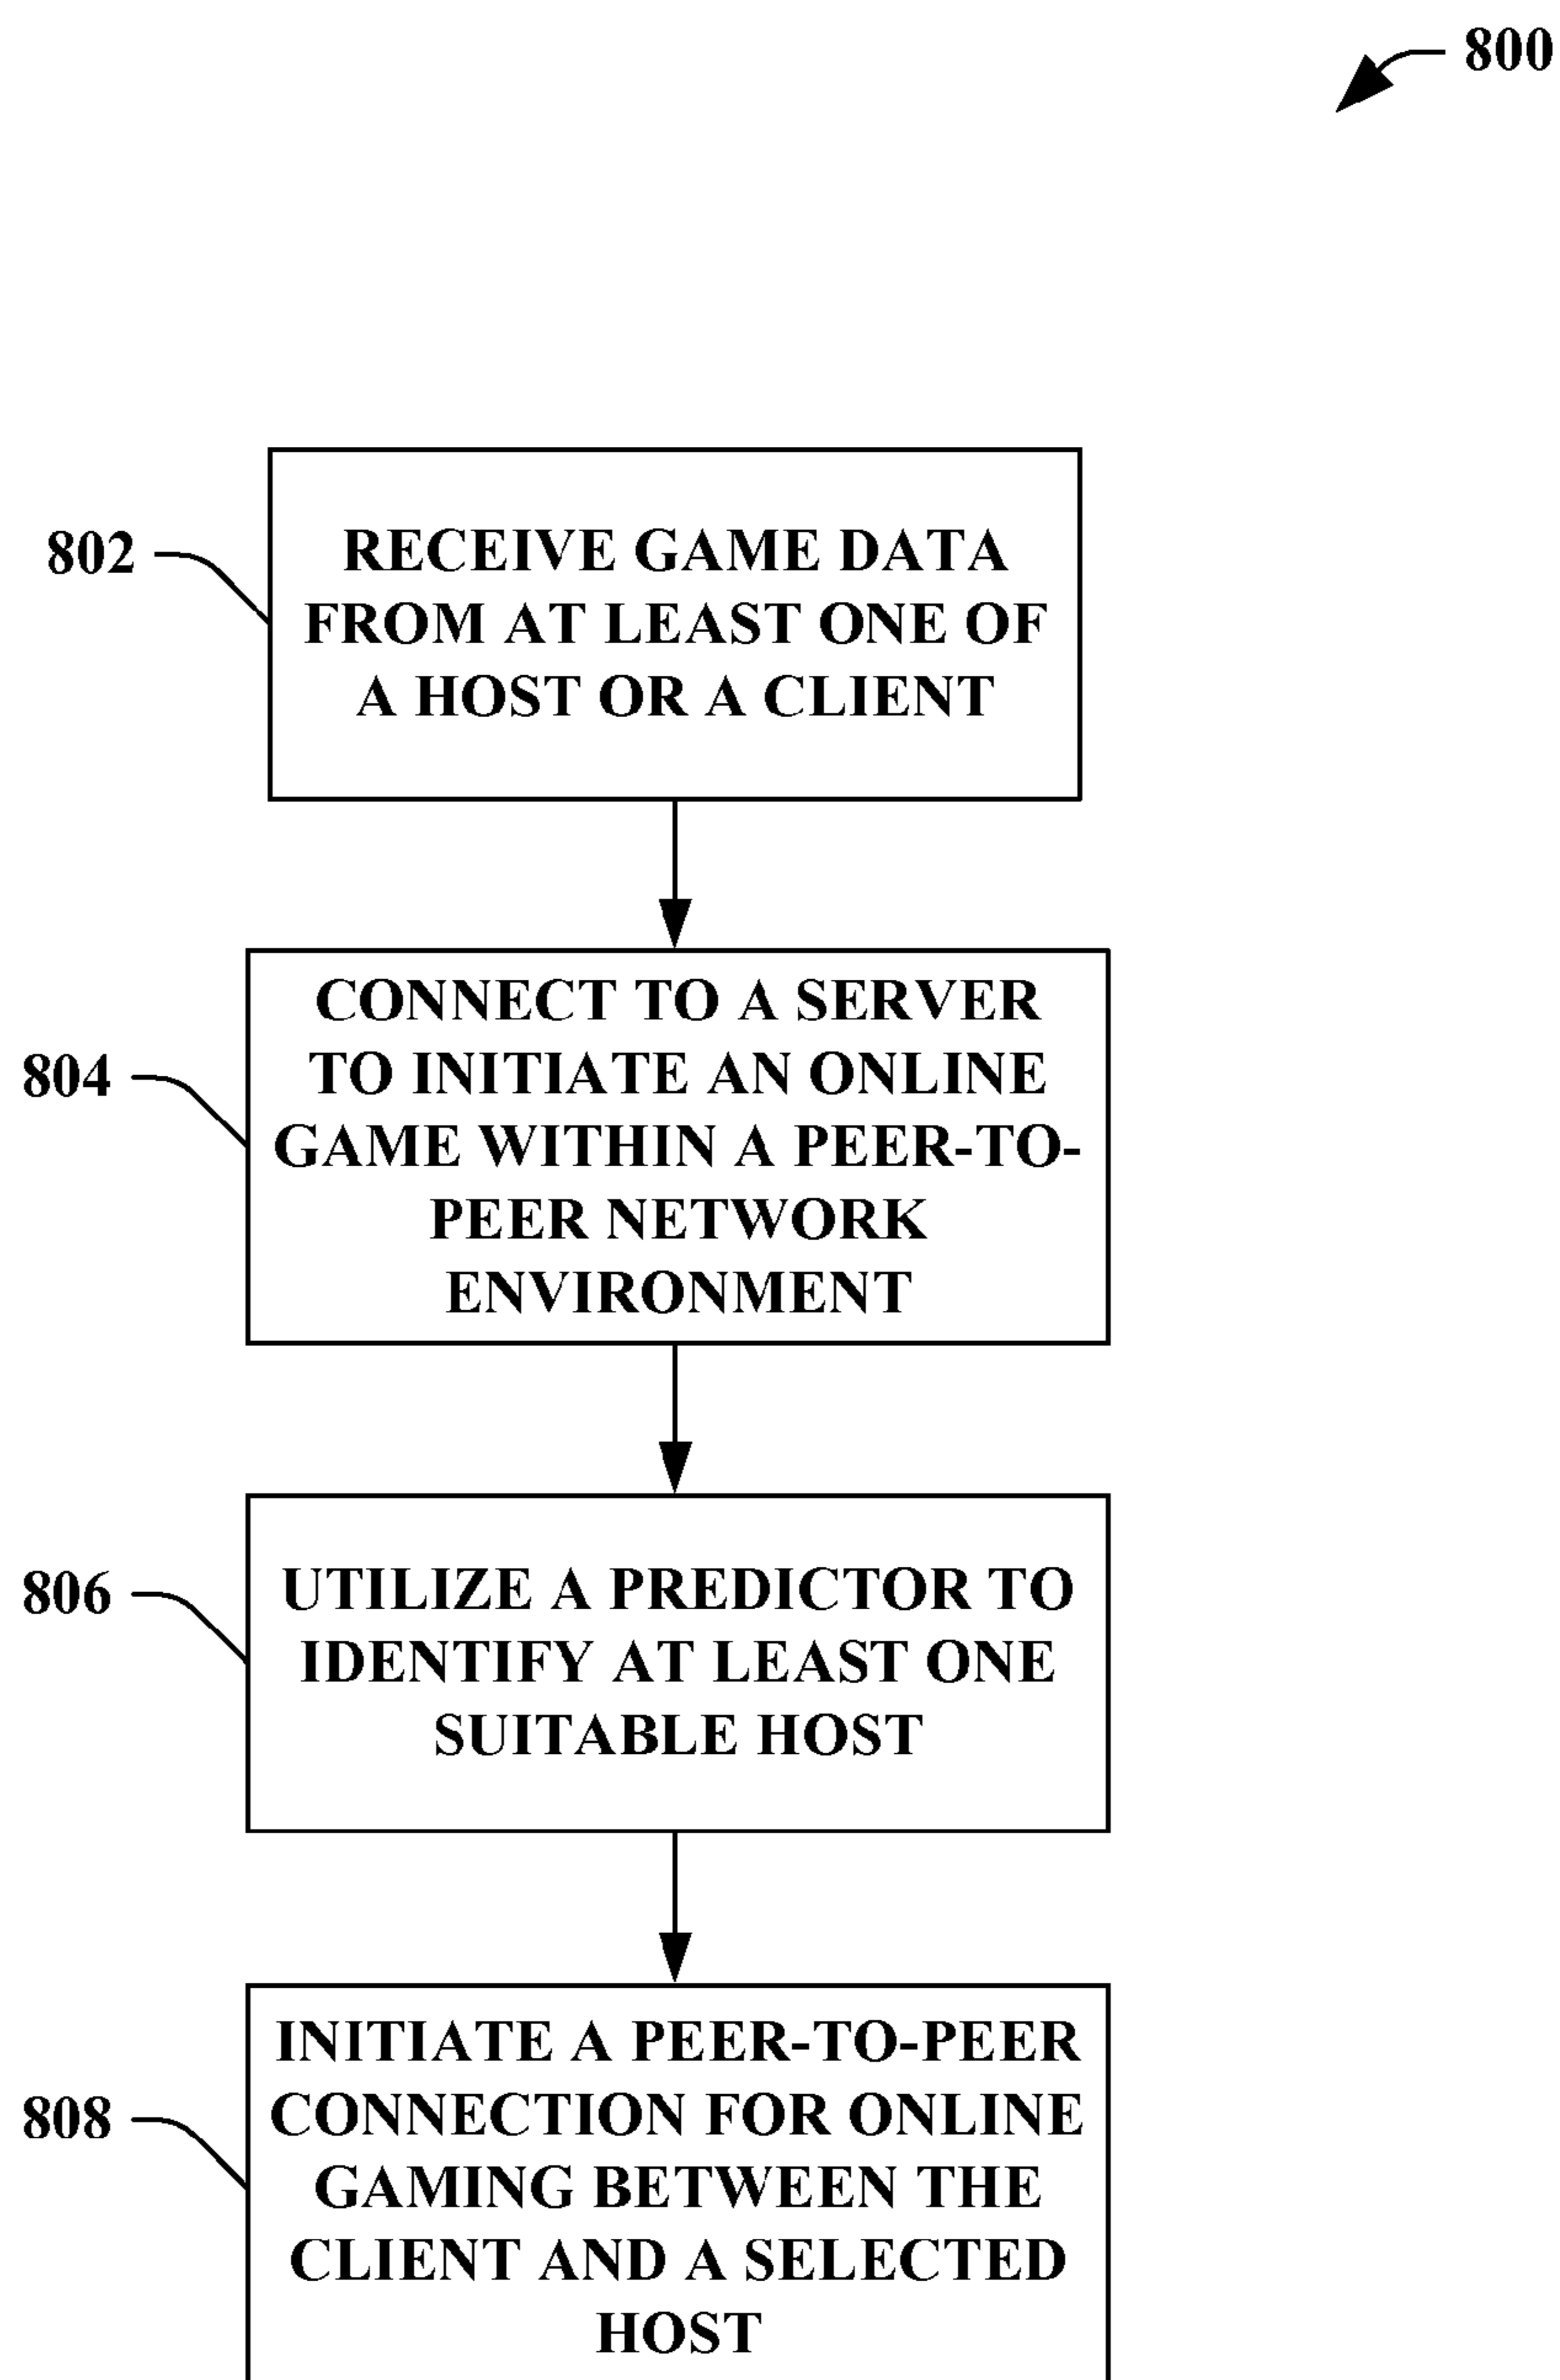 800
802
RECEIVE GAME DATA
FROM AT LEAST ONE OF
A HOST OR A CLIENT
804
CONNECT TO A SERVER
TO INITIATE AN ONLINE
GAME WITHIN A PEER-TO-
PEER NETWORK
ENVIRONMENT
806
UTILIZE A PREDICTOR TO
IDENTIFY AT LEAST ONE
SUITABLE HOST
808
INITIATE A PEER-TO-PEER
CONNECTION FOR ONLINE
GAMING BETWEEN THE
CLIENT AND A SELECTED
HOST